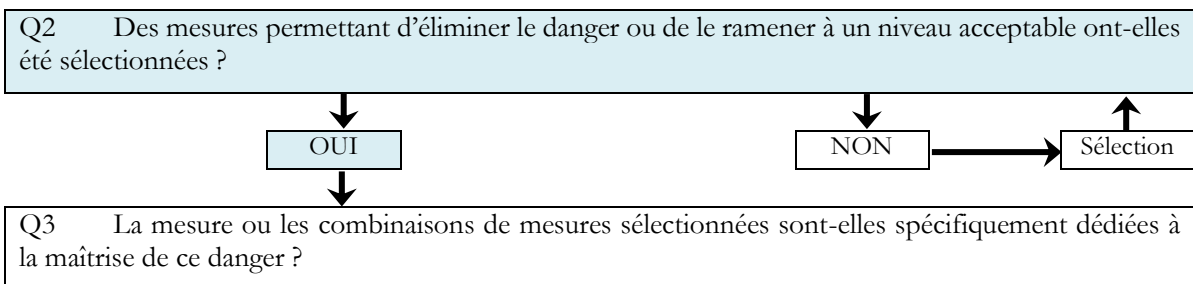 Q2 Des mesures permettant d’éliminer le danger ou de le ramener à un niveau acceptable ont-elles
été sélectionnées ?
OUI
NON
Sélection
Q3 La mesure ou les combinaisons de mesures sélectionnées sont-elles spécifiquement dédiées à
la maîtrise de ce danger ?